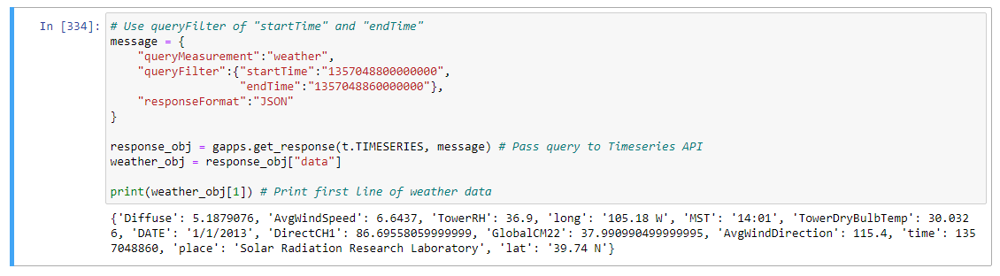 In [334]: # Use queryFilter of "startTime" and "endTime"
message = {
    "queryMeasurement":"weather",
    "queryFilter":{"startTime":"1357048800000000",
                   "endTime":"1357048860000000"},
    "responseFormat":"JSON"
}

response_obj = gapps.get_response(t.TIMESERIES, message) # Pass query to Timeseries API
weather_obj = response_obj["data"]

print(weather_obj[1]) # Print first line of weather data
{'Diffuse': 5.1879076, 'AvgWindSpeed': 6.6437, 'TowerRH': 36.9, 'long': '105.18 W', 'MST': '14:01', 'TowerDryBulbTemp': 30.032
6, 'DATE': '1/1/2013', 'DirectCH1': 86.69558059999999, 'GlobalCM22': 37.990990499999995, 'AvgWindDirection': 115.4, 'time': 135
7048860, 'place': 'Solar Radiation Research Laboratory', 'lat': '39.74 N'}